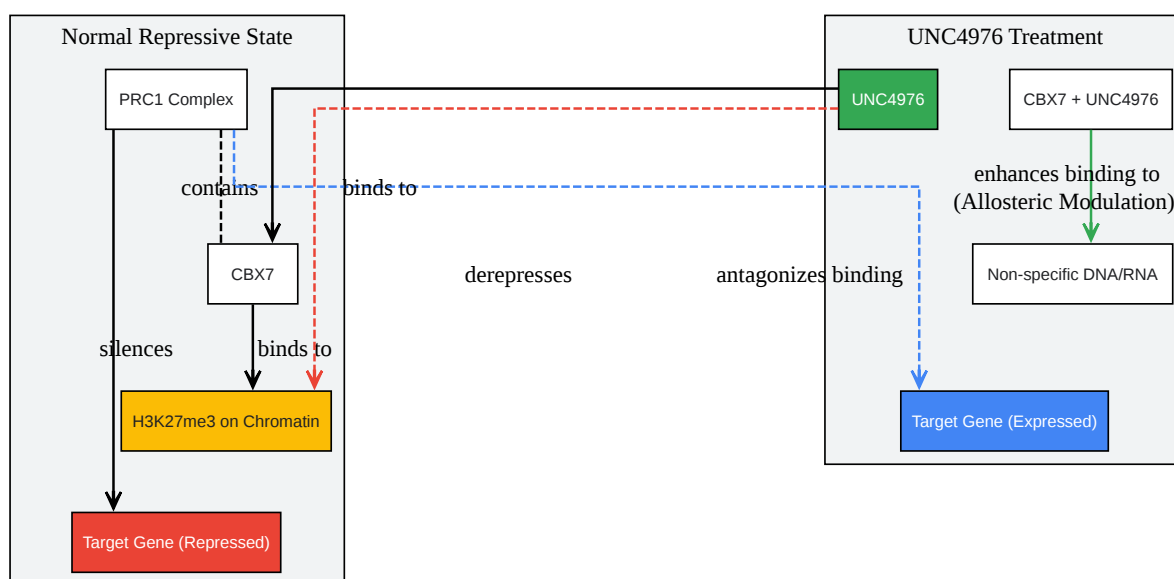 Normal Repressive State
UNC4976 Treatment
PRC1 Complex
UNC4976
CBX7 + UNC4976
contains
binds to
enhances binding to
(Allosteric Modulation)
CBX7
derepresses
antagonizes binding
Non-specific DNA/RNA
silences
binds to
H3K27me3 on Chromatin
Target Gene (Expressed)
Target Gene (Repressed)